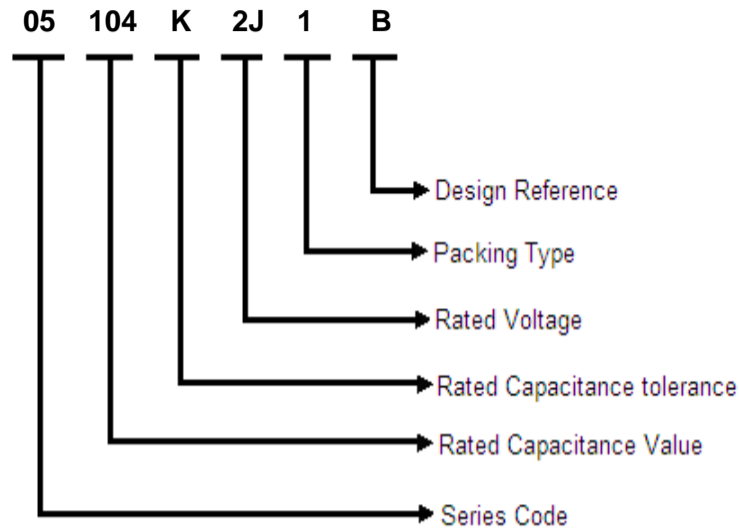 05 104 K 2J 1 B
Design Reference
Packing Type
Rated Voltage
Rated Capacitance tolerance
Rated Capacitance Value
Series Code